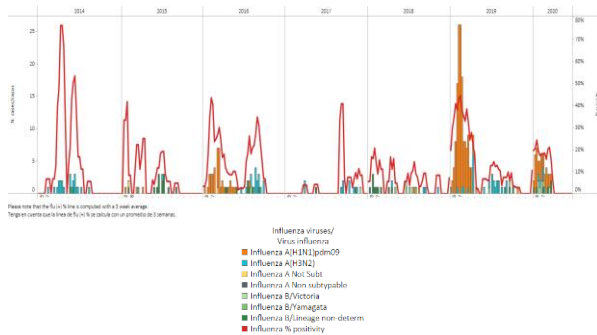 2014 2015 2016 2017 2018 2019 2020
80%
25
70%
60%
20
50%
15
40%
10
30%
20%
5
10%
0
0%
Please note that the flu (+) % line is computed with a 3 week average.
Tenga en cuenta que la línea de flu (+) % se calcula con un promedio de 3 semanas.
Influenza viruses/
Virus influenza
Influenza A(H1N1)pdm09
Influenza A(H3N2)
Influenza A Not Subt
Influenza A Non subtypable
Influenza B/Victoria
Influenza B/Yamagata
Influenza B/Lineage non-determ
Influenza % positivity